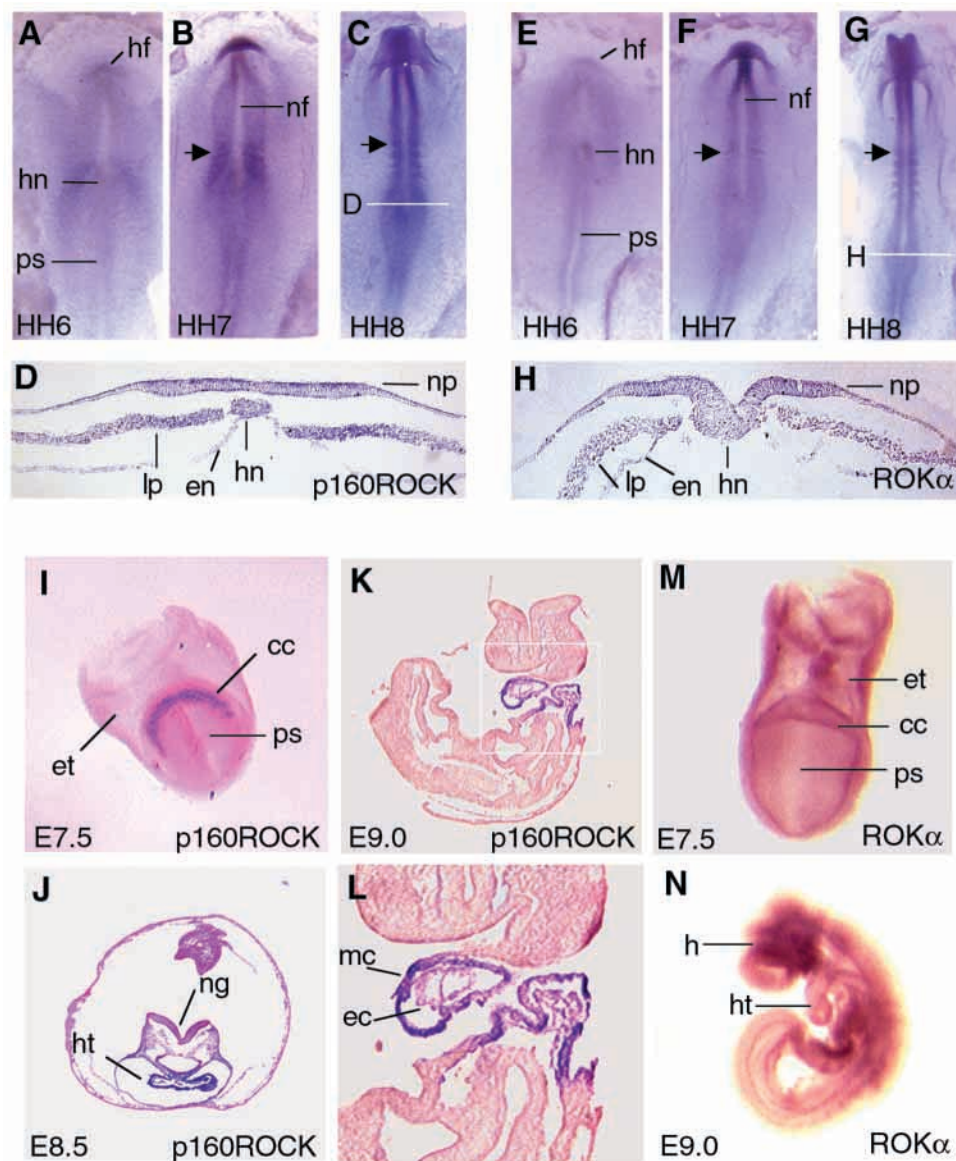 A
hf
hn
ps
HH6
B
nf
HH7
C
D
HH8
E
hf
hn
ps
HH6
F
nf
HH7
G
H
HH8
D
np
lp
en
hn
p160ROCK
H
np
lp
en
hn
ROKα
I
cc
ps
et
E7.5
p160ROCK
K
E9.0
p160ROCK
M
et
cc
ps
E7.5
ROKα
J
ng
ht
E8.5
p160ROCK
L
mc
ec
N
h
ht
E9.0
ROKα